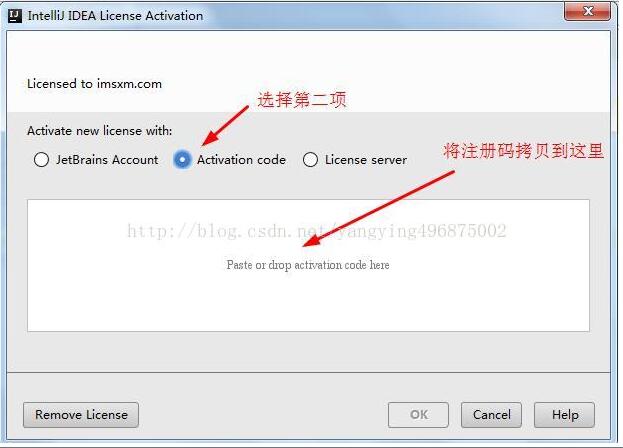 IntelliJ IDEA License Activation
Licensed to imsxm.com
选择第二项
Activate new license with:
JetBrains Account Activation code License server
将注册码拷贝到这里
http://blog.csdn.net/yangying496875002
Paste or drop activation code here
Remove License OK Cancel Help